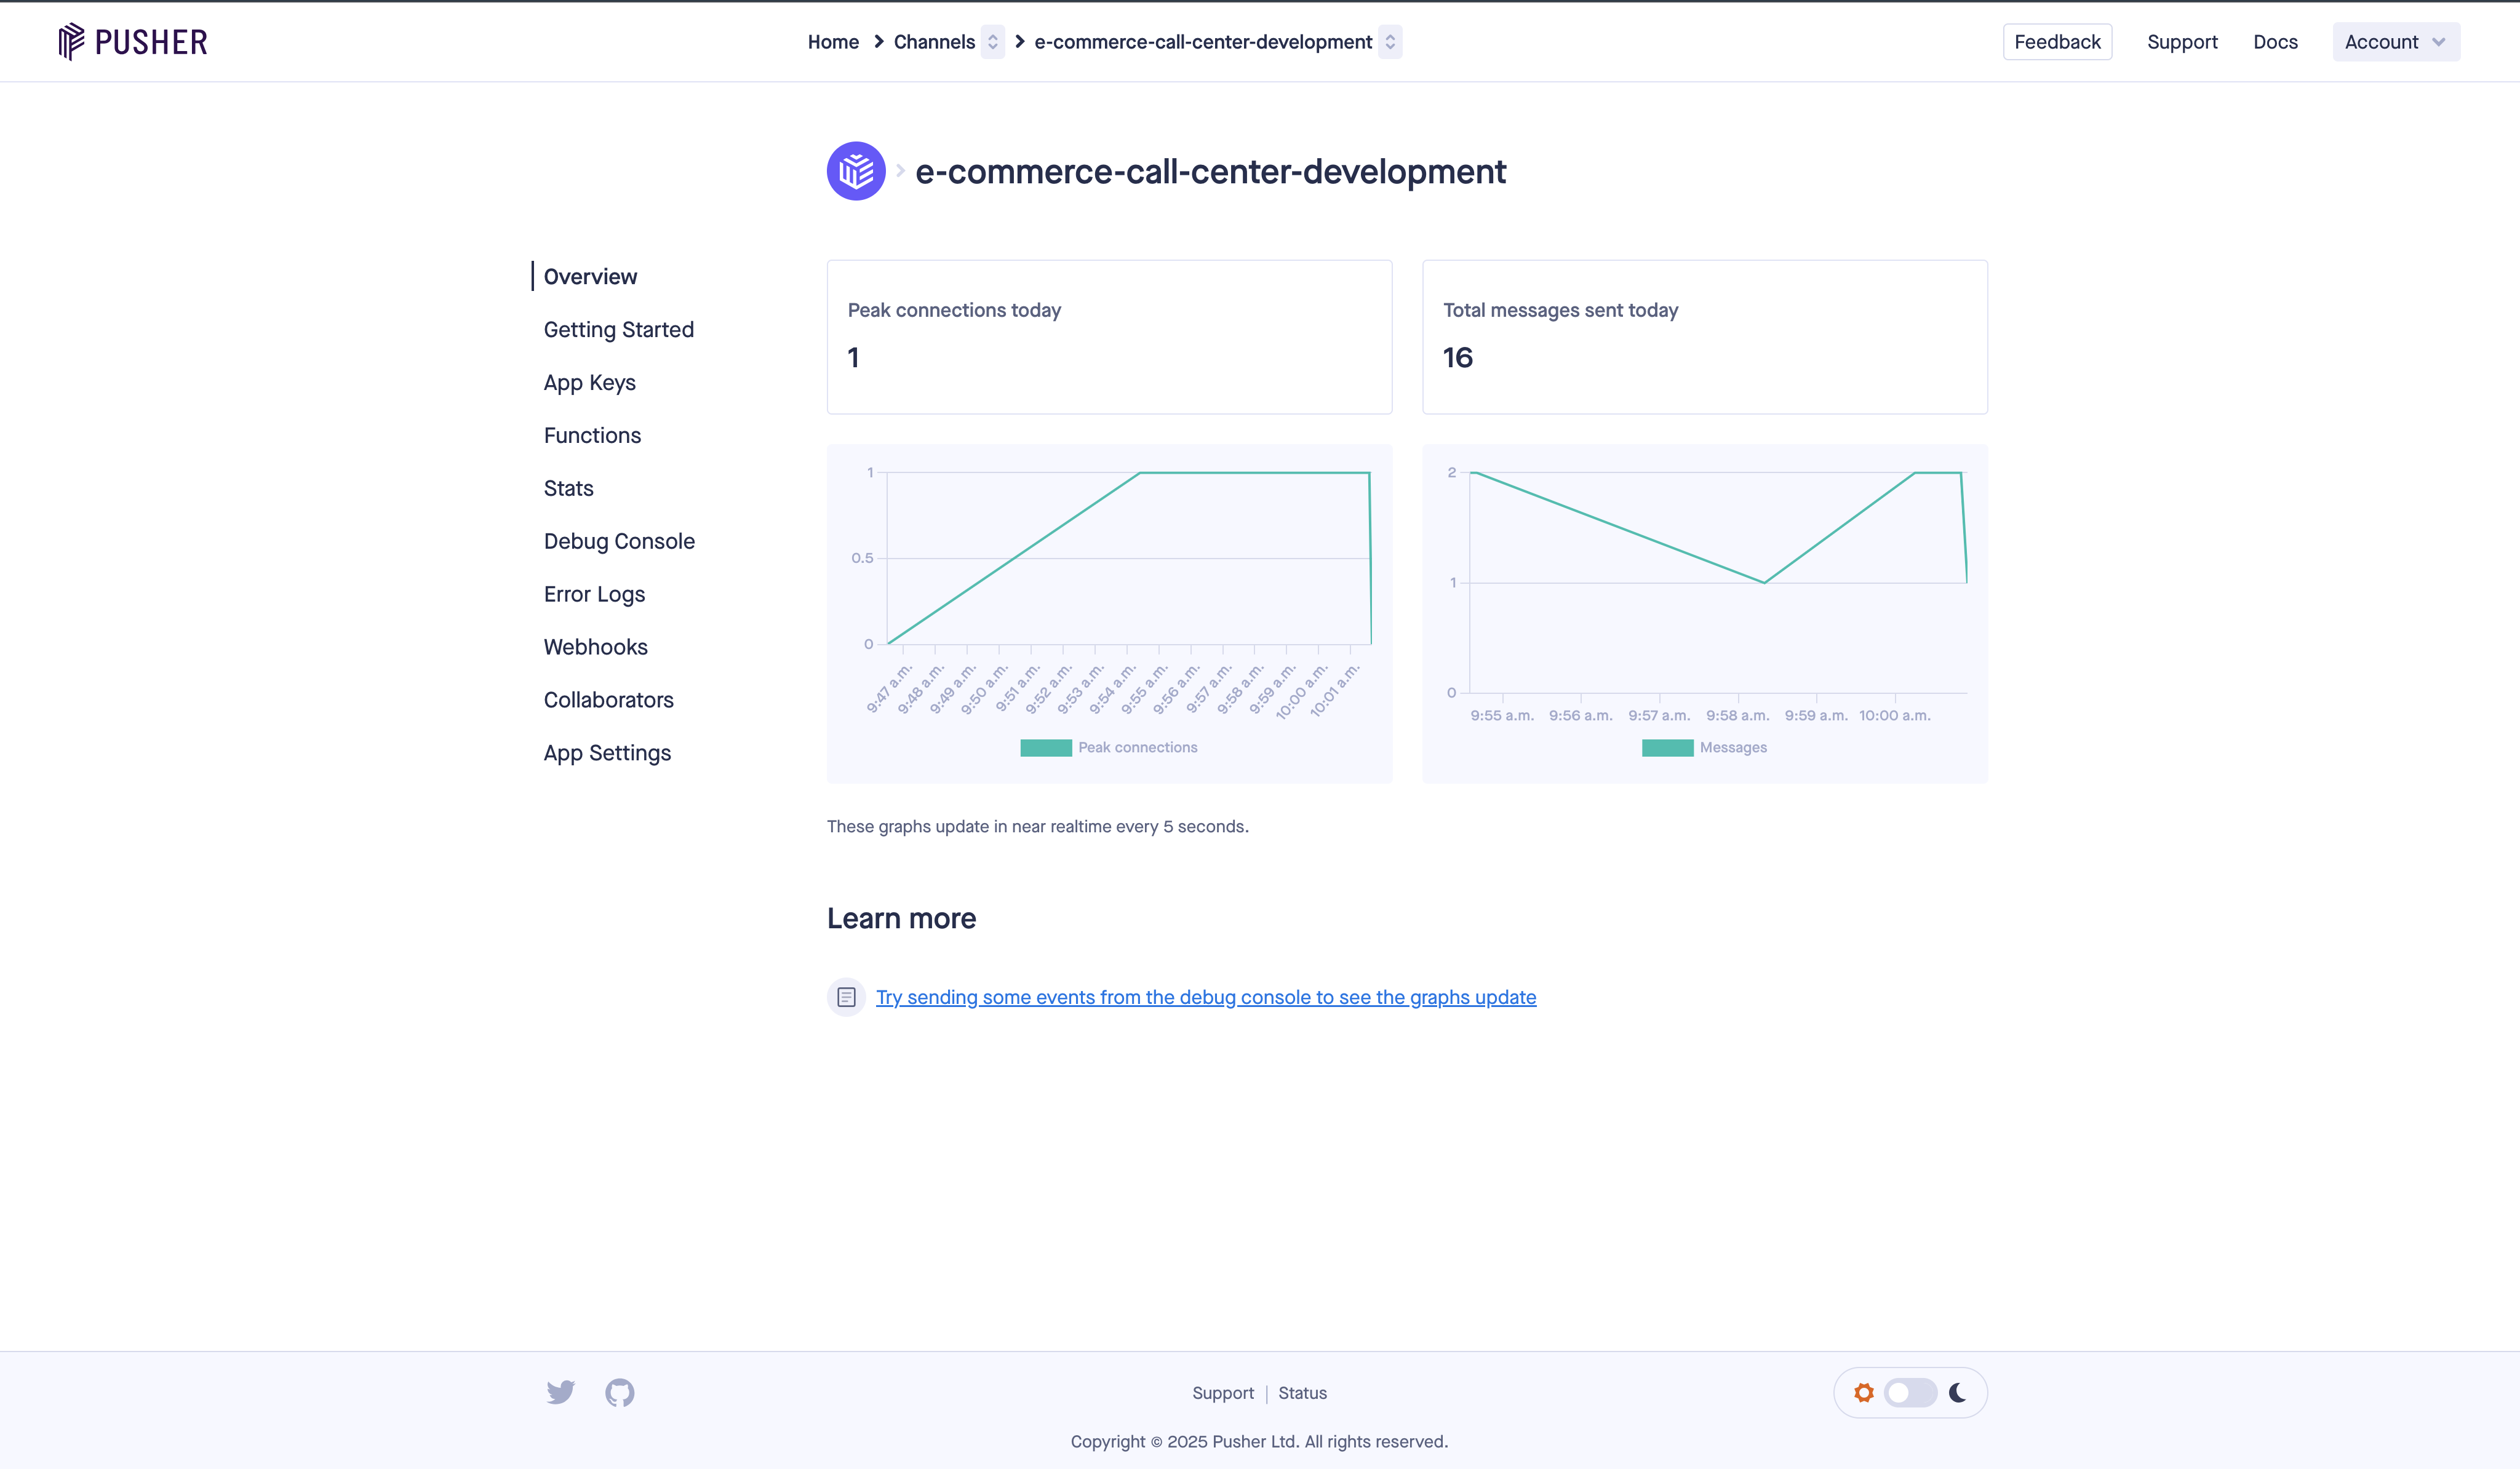 PUSHER
Home Channels e-commerce-call-center-development
Feedback Support Docs Account
e-commerce-call-center-development
Overview
Getting Started
App Keys
Functions
Stats
Debug Console
Error Logs
Webhooks
Collaborators
App Settings
Peak connections today
1
Total messages sent today
16
1
0.5
0
9:47 a.m. 9:48 a.m. 9:49 a.m. 9:50 a.m. 9:51 a.m. 9:52 a.m. 9:53 a.m. 9:54 a.m. 9:55 a.m. 9:56 a.m. 9:57 a.m. 9:58 a.m. 9:59 a.m. 10:00 a.m. 10:01 a.m.
Peak connections
2
1
0
9:55 a.m. 9:56 a.m. 9:57 a.m. 9:58 a.m. 9:59 a.m. 10:00 a.m.
Messages
These graphs update in near realtime every 5 seconds.
Learn more
Try sending some events from the debug console to see the graphs update
Support | Status
Copyright © 2025 Pusher Ltd. All rights reserved.